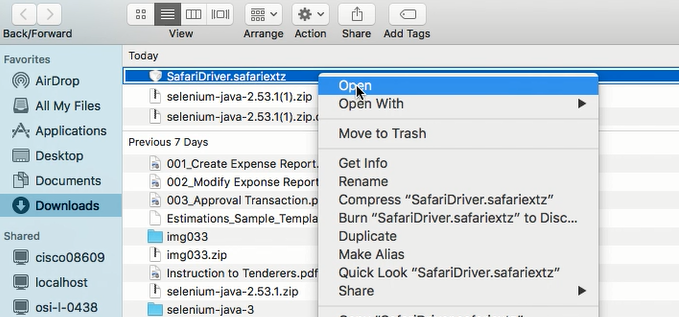 Back/Forward
View
Arrange
Action
Share
Add Tags
Favorites
AirDrop
All My Files
Applications
Desktop
Documents
Downloads
Shared
cisco08609
localhost
osi-l-0438
Today
SafariDriver.safariextz
selenium-java-2.53.1(1).zip
selenium-java-2.53.1(1).zip.
Previous 7 Days
001_Create Expense Report.
002_Modify Exponse Report
003_Approval Transaction.p
Estimations_Sample_Templa
img033
img033.zip
Instruction to Tenderers.pdf
selenium-java-2.53.1.zip
selenium-java-3
Open
Open With
Move to Trash
Get Info
Rename
Compress “SafariDriver.safariextz”
Burn “SafariDriver.safariextz” to Disc...
Duplicate
Make Alias
Quick Look “SafariDriver.safariextz”
Share